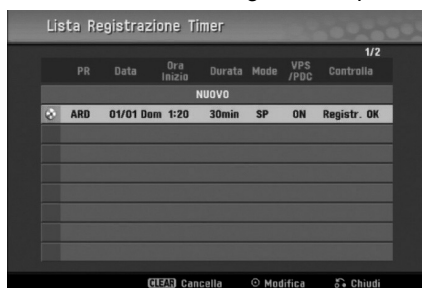 Lista Registrazione Timer
1/2
PR Data Ora Inizio Durata Mode VPS /PDC Controlla
NUOVO
ARD 01/01 Dom 1:20 30min SP ON Registr. OK
CLEAR Cancella Modifica Chiudi